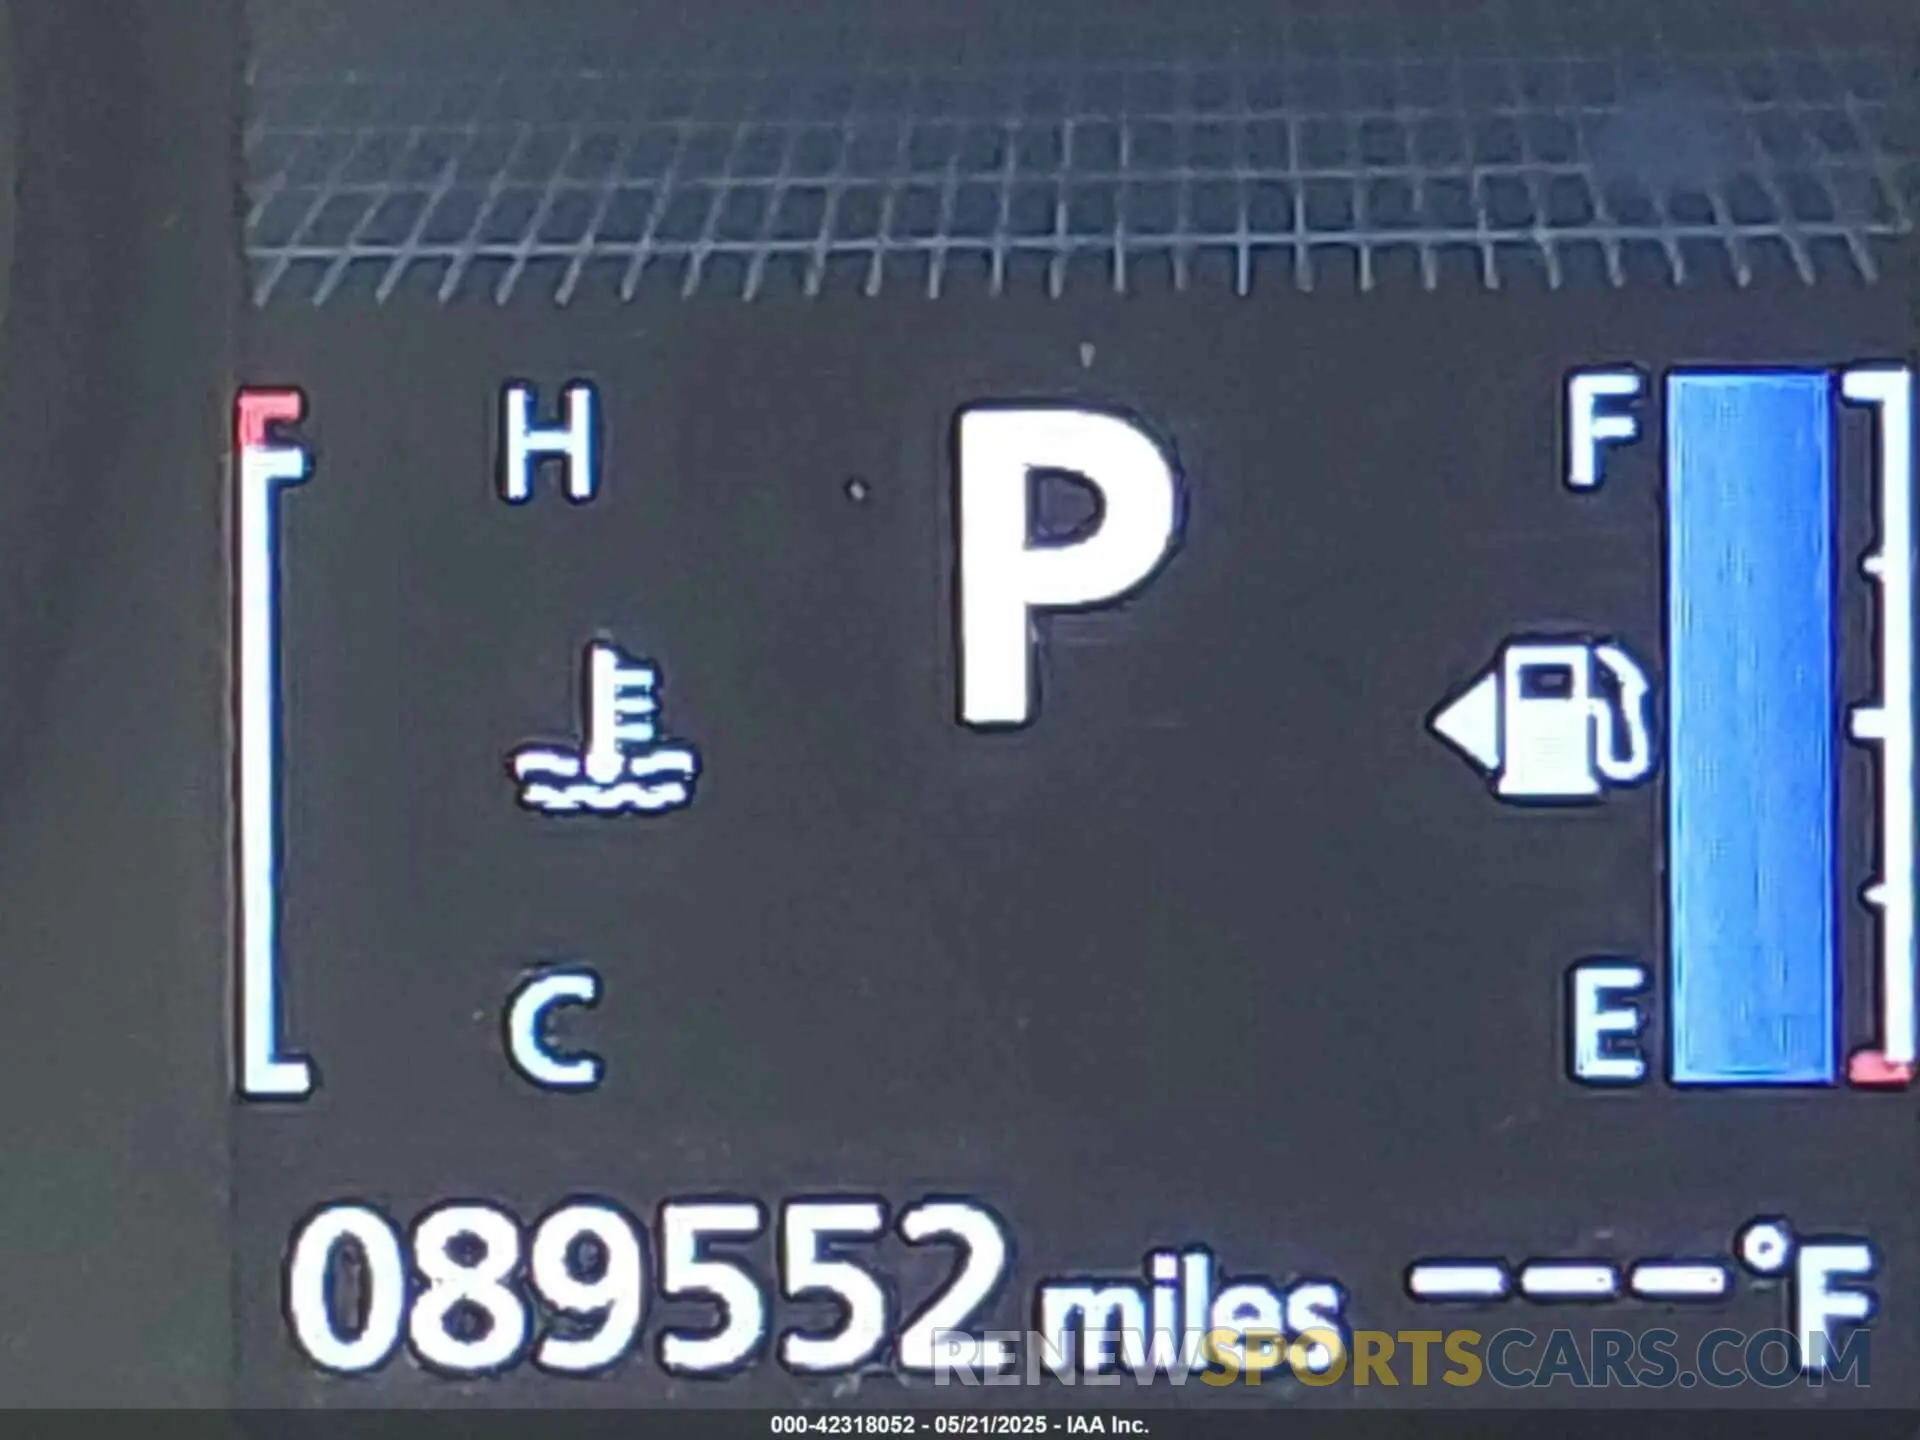 H P F
C E
089552 miles ---°F
RENEWSPORTSCARS.COM
000-42318052 - 05/21/2025 - IAA Inc.